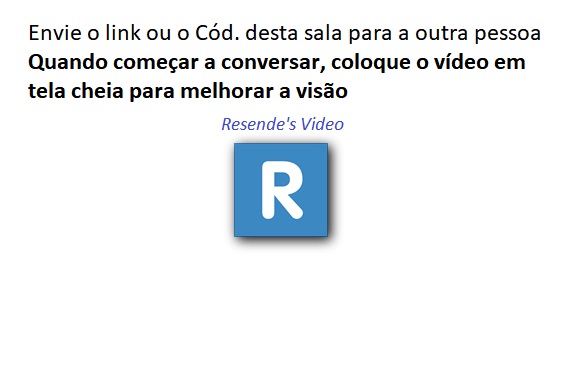 Envie o link ou o Cód. desta sala para a outra pessoa
Quando começar a conversar, coloque o vídeo em
tela cheia para melhorar a visão
Resende's Video
R